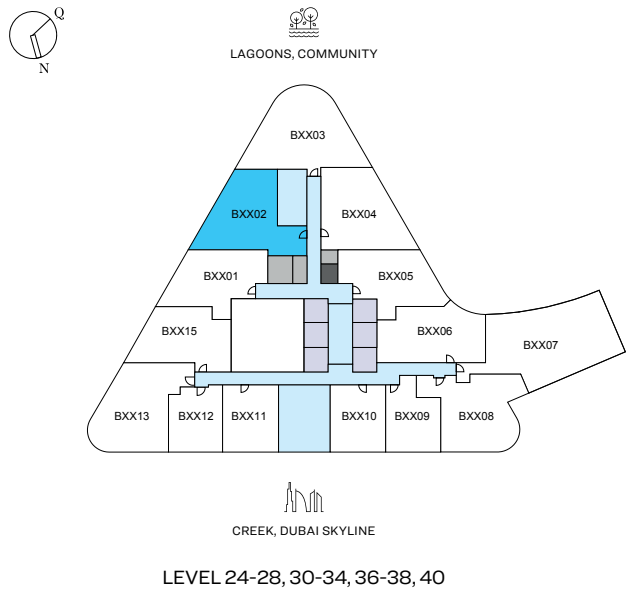 Q
N
LAGOONS, COMMUNITY
BXX03
BXX02
BXX04
BXX01
BXX05
BXX15
BXX06
BXX07
BXX13
BXX12
BXX11
BXX10
BXX09
BXX08
CREEK, DUBAI SKYLINE
LEVEL 24-28, 30-34, 36-38, 40